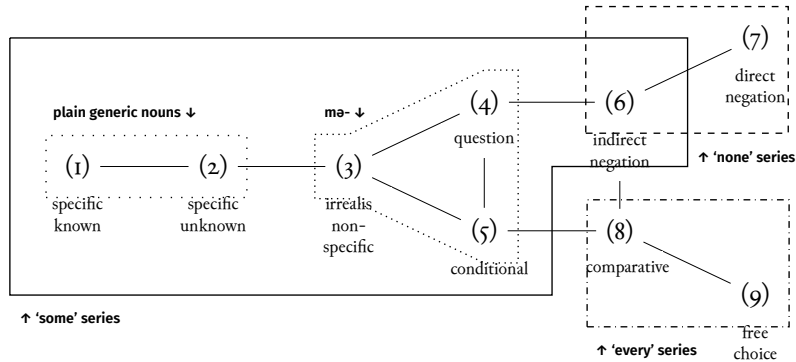 (7)
direct
negation
plain generic nouns ↓
mə- ↓
(4)
question
(6)
indirect
negation
↑ ‘none’ series
(1)
specific
known
(2)
specific
unknown
(3)
irrealis
non-
specific
(5)
conditional
(8)
comparative
(9)
free
choice
↑ ‘some’ series
↑ ‘every’ series